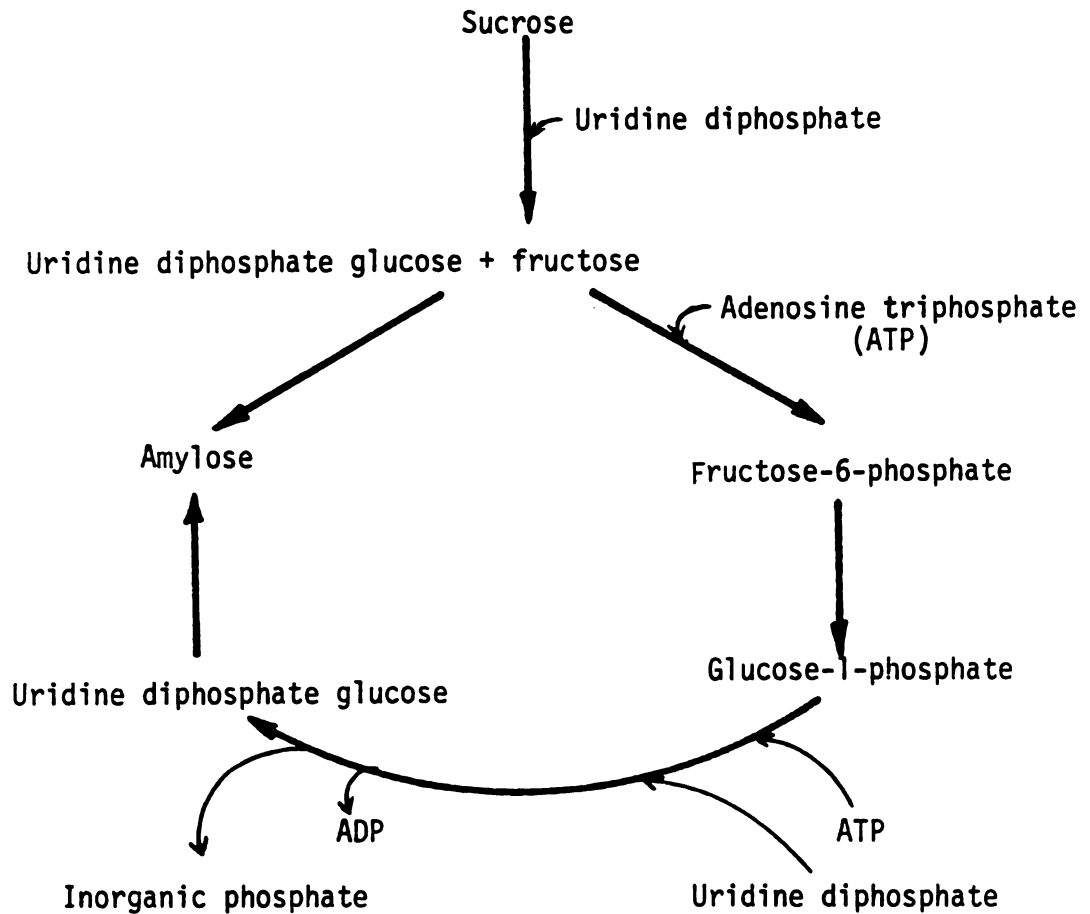 Sucrose
Uridine diphosphate
Uridine diphosphate glucose + fructose
Adenosine triphosphate
(ATP)
Amylose
Fructose-6-phosphate
Glucose-1-phosphate
Uridine diphosphate glucose
ADP
ATP
Inorganic phosphate
Uridine diphosphate